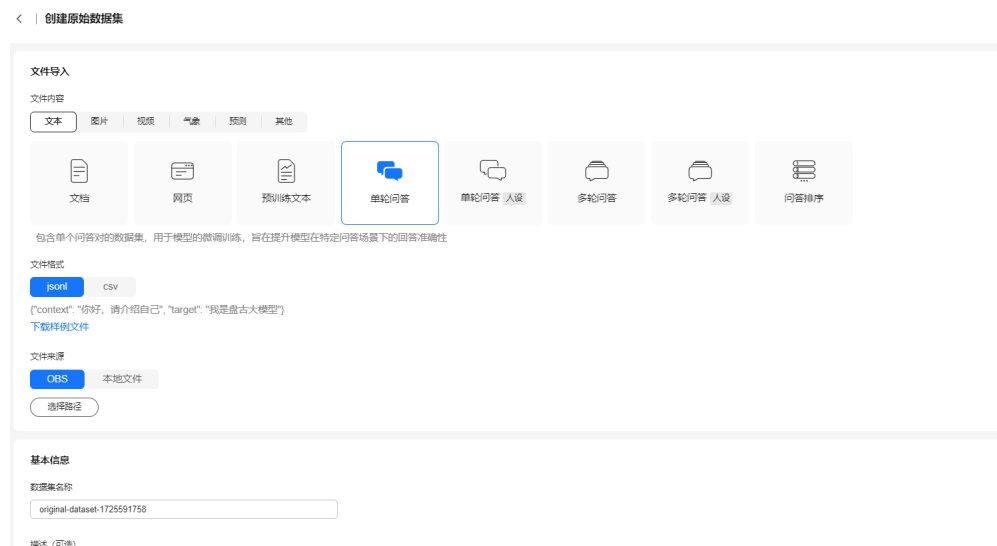 创建原始数据集
文件导入
文件内容
文本 图片 视频 气象 预测 其他
文档 网页 预训练文本 单轮问答 单轮问答 人设 多轮问答 多轮问答 人设 问答排序
包含单个问答对的数据集，用于模型的微调训练，旨在提升模型在特定问答场景下的回答准确性
文件格式
jsonl csv
{"context": "你好，请介绍自己", "target": "我是盘古大模型"}
下载样例文件
文件来源
OBS 本地文件
选择路径
基本信息
数据集名称
original-dataset-1725591758
描述（可选）